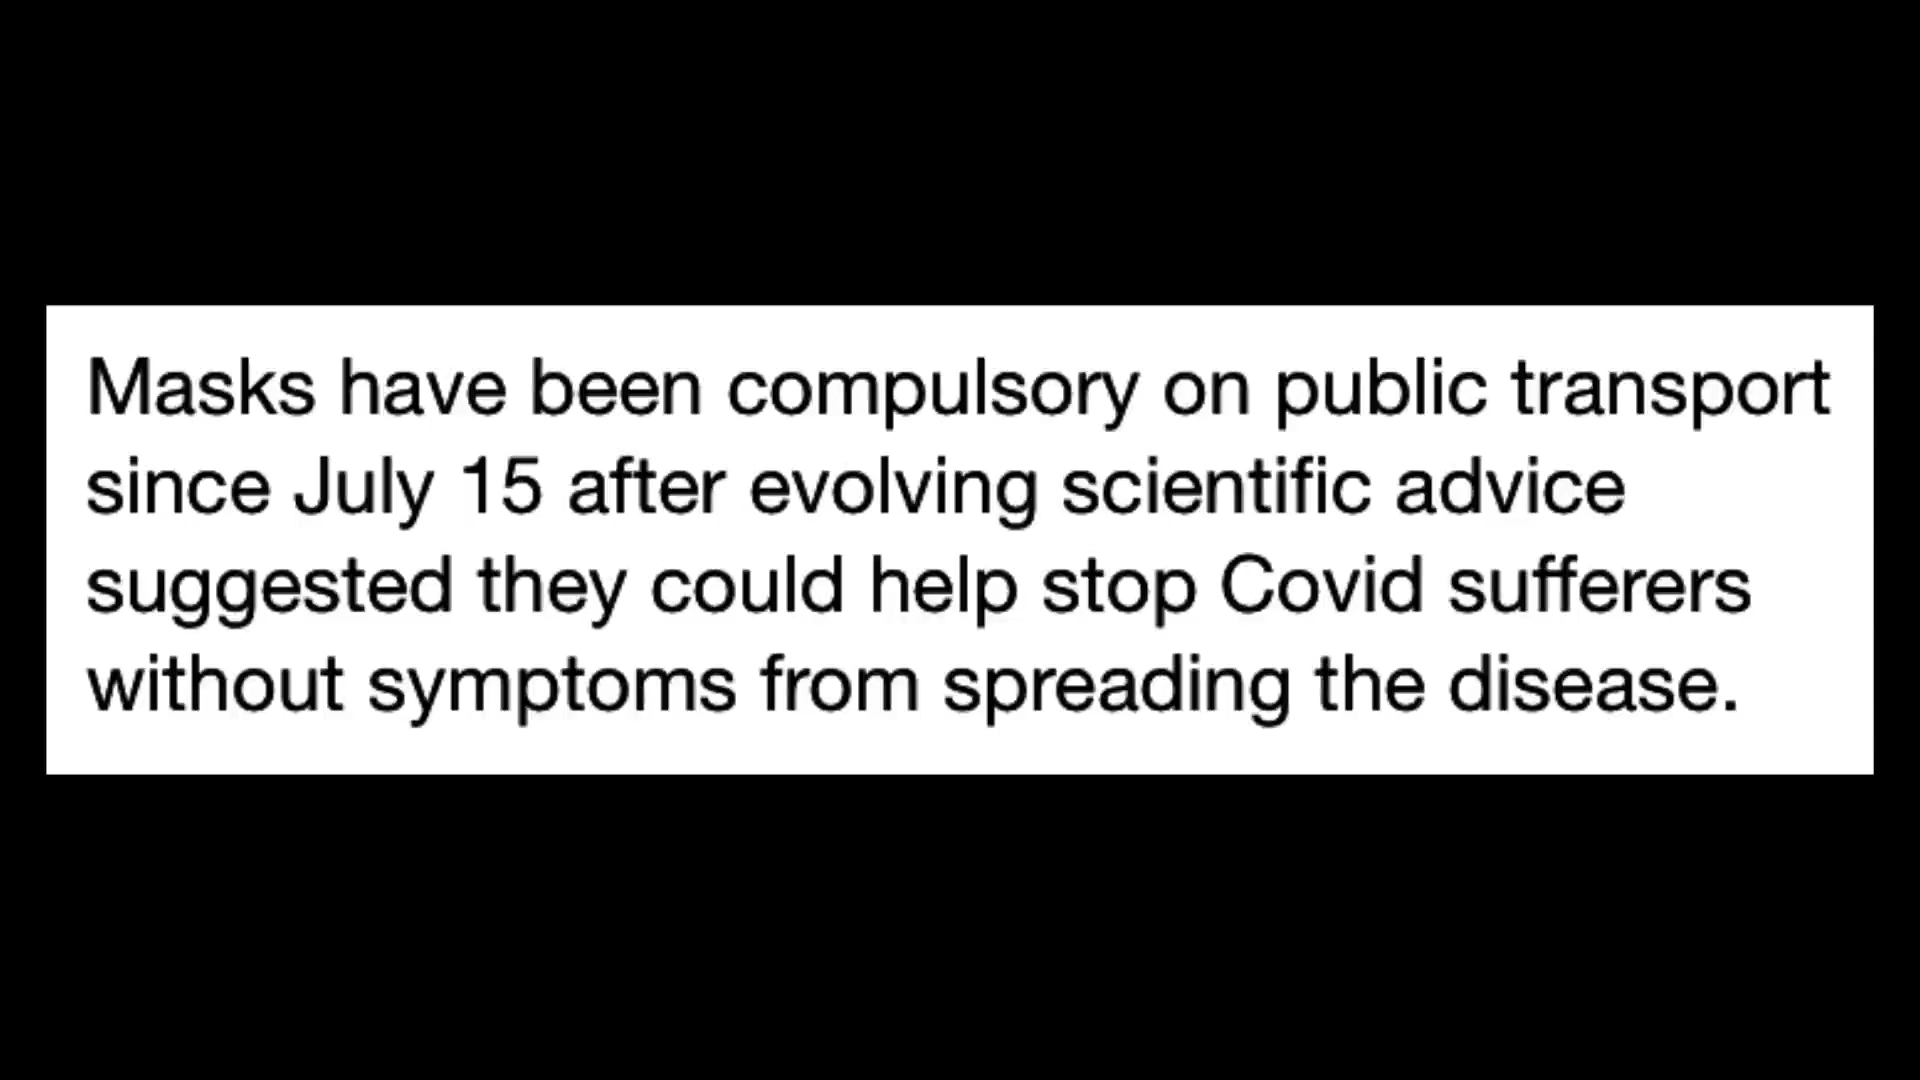 Masks have been compulsory on public transport
since July 15 after evolving scientific advice
suggested they could help stop Covid sufferers
without symptoms from spreading the disease.